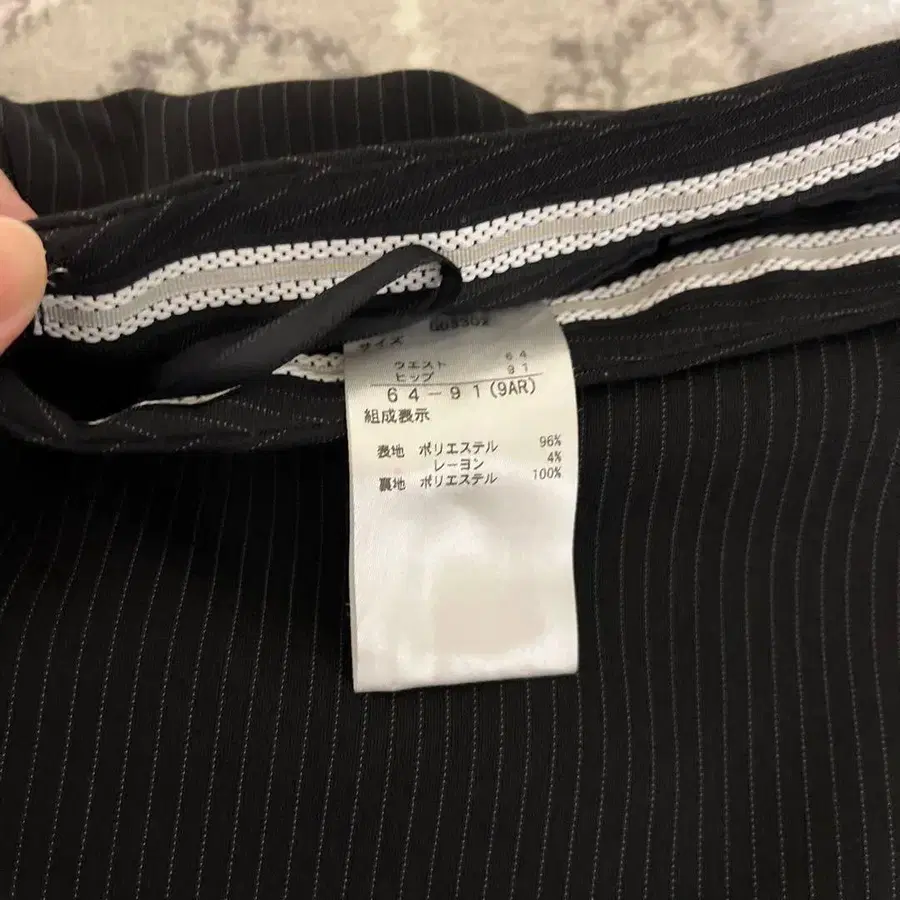 サイズ
ウエスト 64
ヒップ 91
64-91(9AR)
組成表示
表地 ポリエステル 96%
レーヨン 4%
裏地 ポリエステル 100%